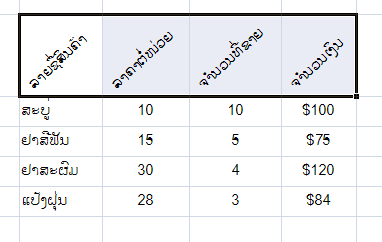 ລາຍຊື່ສິນຄ້າ ລາຄາຕໍ່ໜ່ວຍ ຈຳນວນທີ່ຂາຍ ຈຳນວນເງິນ
ສະບູ 10 10 $100
ຢາສີຟັນ 15 5 $75
ຢາສະຜົມ 30 4 $120
ແປ້ງຝຸ່ນ 28 3 $84